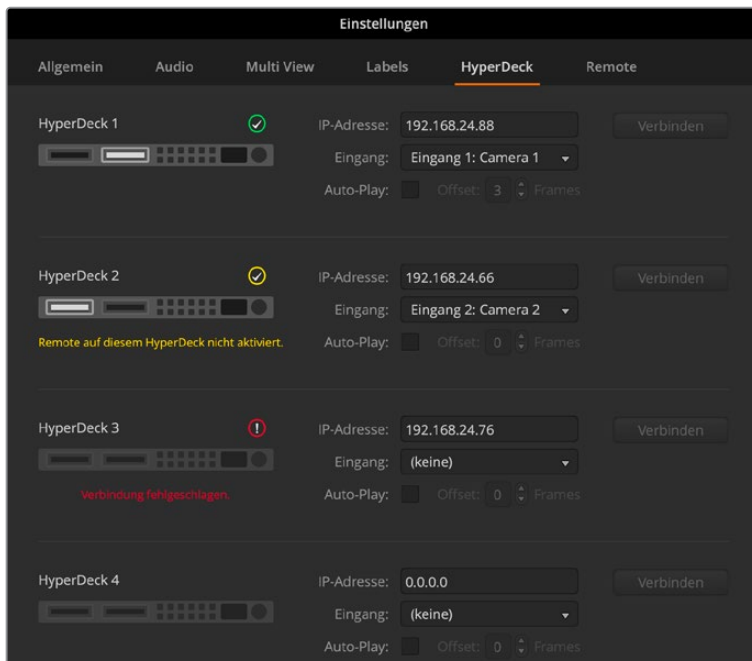 Einstellungen
Allgemein Audio Multi View Labels HyperDeck Remote
HyperDeck 1 IP-Adresse: 192.168.24.88 Verbinden
Eingang: Eingang 1: Camera 1
Auto-Play: Offset: 3 Frames
HyperDeck 2 IP-Adresse: 192.168.24.66 Verbinden
Eingang: Eingang 2: Camera 2
Remote auf diesem HyperDeck nicht aktiviert. Auto-Play: Offset: 0 Frames
HyperDeck 3 IP-Adresse: 192.168.24.76 Verbinden
Eingang: (keine)
Verbindung fehlgeschlagen. Auto-Play: Offset: 0 Frames
HyperDeck 4 IP-Adresse: 0.0.0.0 Verbinden
Eingang: (keine)
Auto-Play: Offset: 0 Frames